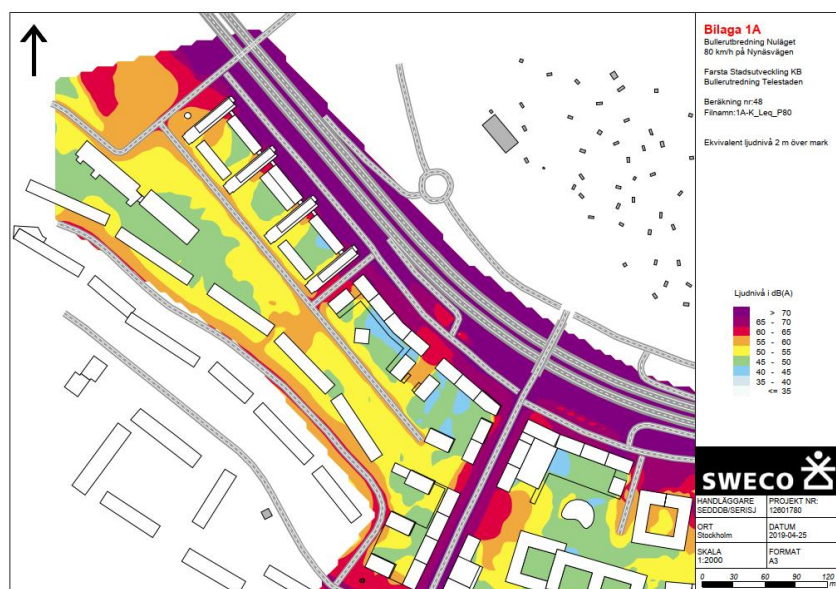 Bilaga 1A
Bullerutbredning Nuläget
80 km/h på Nynäsvägen
Farsta Stadsutveckling KB
Bullerutredning Telestaden
Beräkning nr:48
Filnamn:1A-K_Leq_P80
Ekvivalent ljudnivå 2 m över mark
Ljudnivå i dB(A)
> 70
65 - 70
60 - 65
55 - 60
50 - 55
45 - 50
40 - 45
35 - 40
<= 35
SWECO
HANDLÄGGARE
SEDDDB/SERISJ
PROJEKT NR:
12601780
ORT
Stockholm
DATUM
2019-04-25
SKALA
1:2000
FORMAT
A3
0 30 60 90 120
m